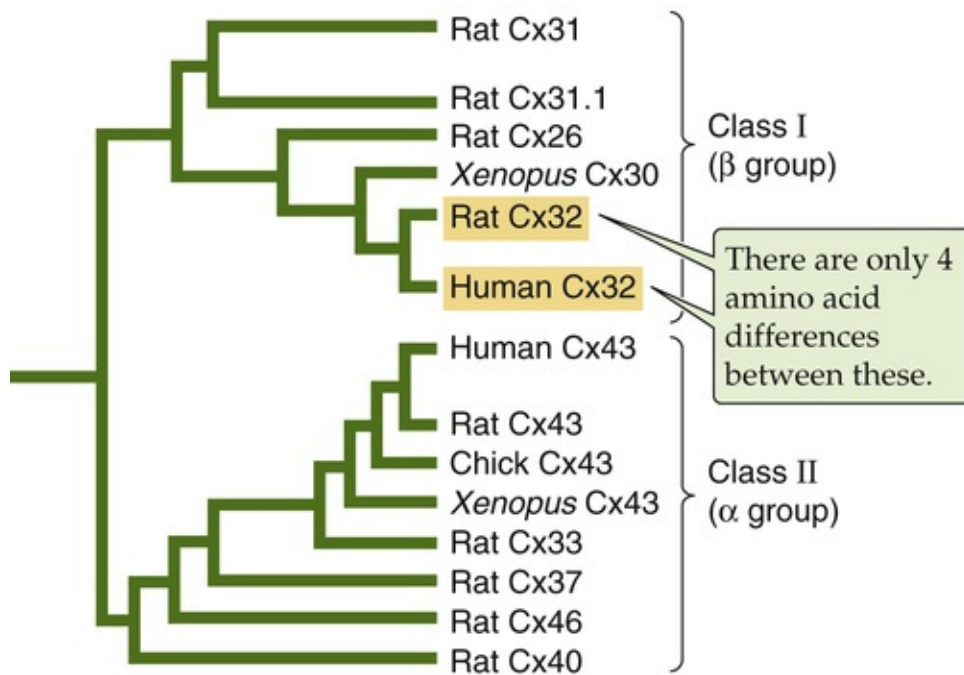 Rat Cx31
Rat Cx31.1
Rat Cx26
Xenopus Cx30
Rat Cx32
Human Cx32
Class I
(β group)
There are only 4
amino acid
differences
between these.
Human Cx43
Rat Cx43
Chick Cx43
Xenopus Cx43
Rat Cx33
Rat Cx37
Rat Cx46
Rat Cx40
Class II
(α group)